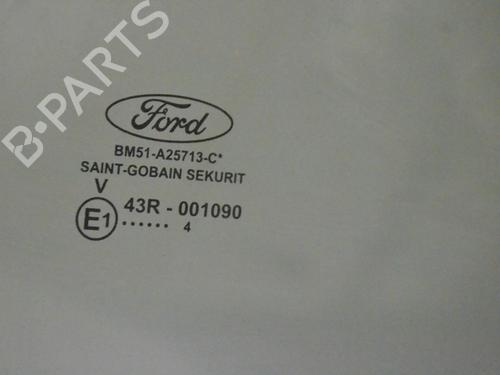 B-PARTS
Ford
BM51-A25713-C*
SAINT-GOBAIN SEKURIT
V
E1 43R - 001090
...... 4